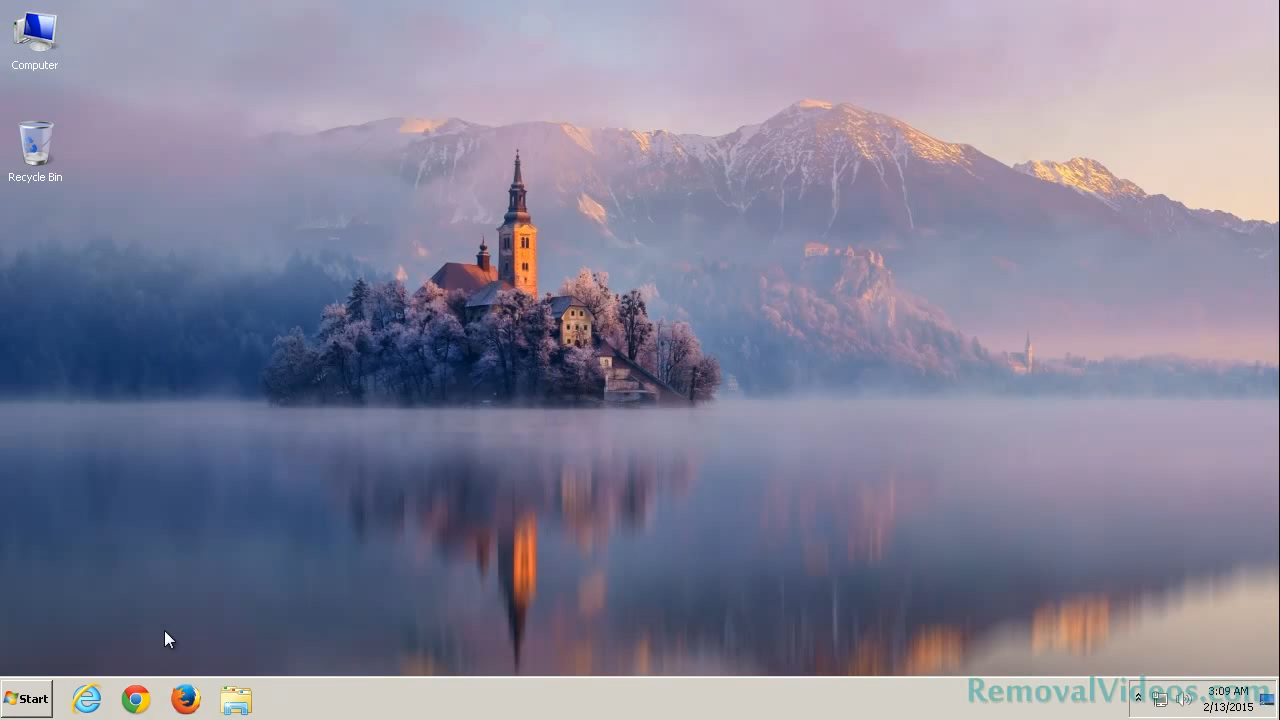 Computer
Recycle Bin
Start
RemovalVideos.com
3:09 AM
2/13/2015